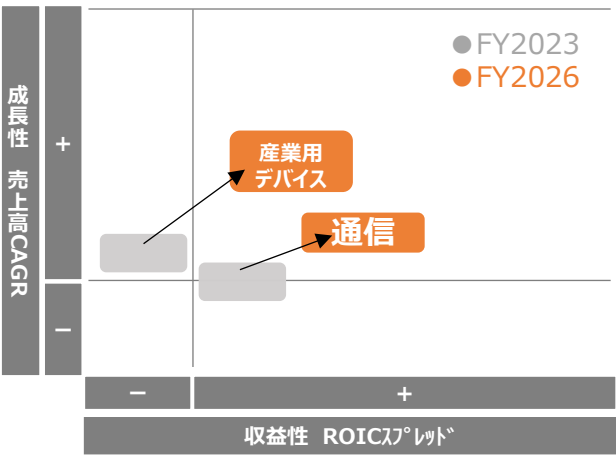 ●FY2023
●FY2026
成長性 売上高CAGR
+
−
産業用
デバイス
通信
−
+
収益性 ROICｽﾌﾟﾚｯﾄﾞ